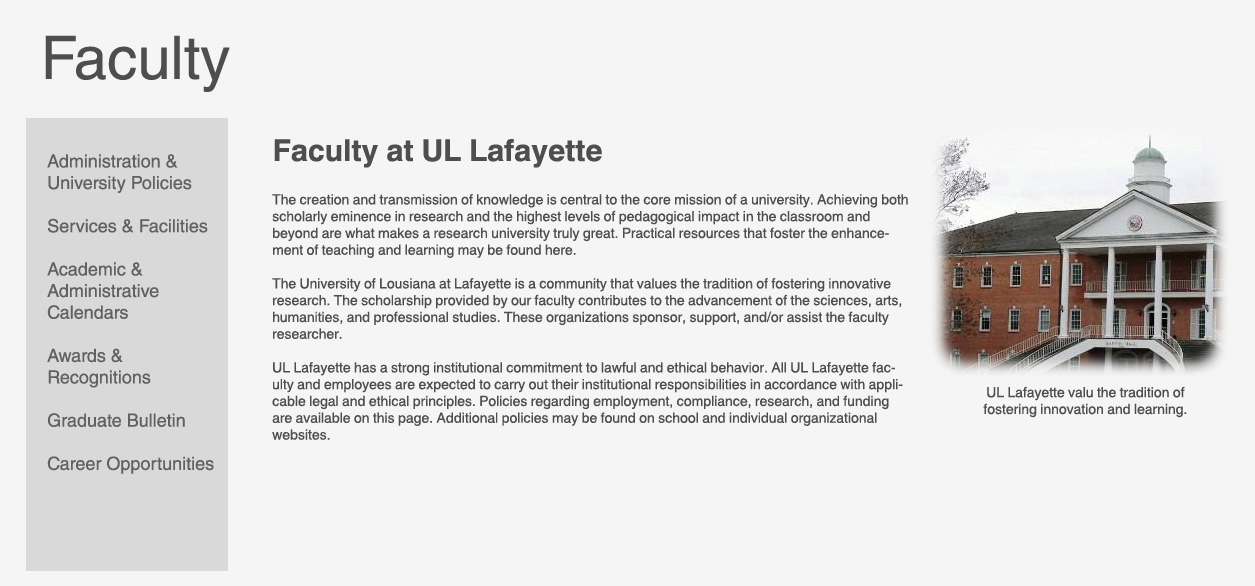 Faculty
Administration &
University Policies
Services & Facilities
Academic &
Administrative
Calendars
Awards &
Recognitions
Graduate Bulletin
Career Opportunities
Faculty at UL Lafayette
The creation and transmission of knowledge is central to the core mission of a university. Achieving both
scholarly eminence in research and the highest levels of pedagogical impact in the classroom and
beyond are what makes a research university truly great. Practical resources that foster the enhance-
ment of teaching and learning may be found here.
The University of Lousiana at Lafayette is a community that values the tradition of fostering innovative
research. The scholarship provided by our faculty contributes to the advancement of the sciences, arts,
humanities, and professional studies. These organizations sponsor, support, and/or assist the faculty
researcher.
UL Lafayette has a strong institutional commitment to lawful and ethical behavior. All UL Lafayette fac-
ulty and employees are expected to carry out their institutional responsibilities in accordance with appli-
cable legal and ethical principles. Policies regarding employment, compliance, research, and funding
are available on this page. Additional policies may be found on school and individual organizational
websites.
UL Lafayette valu the tradition of
fostering innovation and learning.